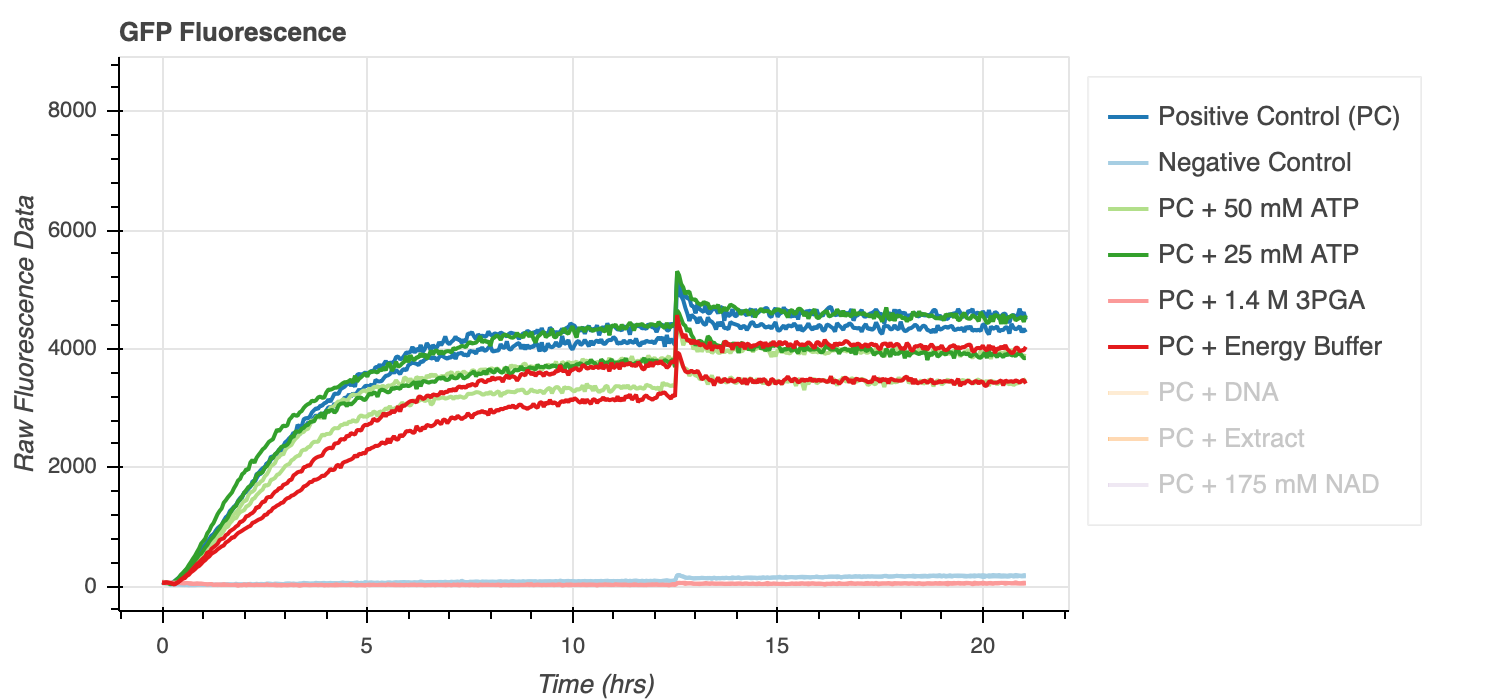 GFP Fluorescence
8000
6000
4000
2000
0
Raw Fluorescence Data
0 5 10 15 20
Time (hrs)
Positive Control (PC)
Negative Control
PC + 50 mM ATP
PC + 25 mM ATP
PC + 1.4 M 3PGA
PC + Energy Buffer
PC + DNA
PC + Extract
PC + 175 mM NAD